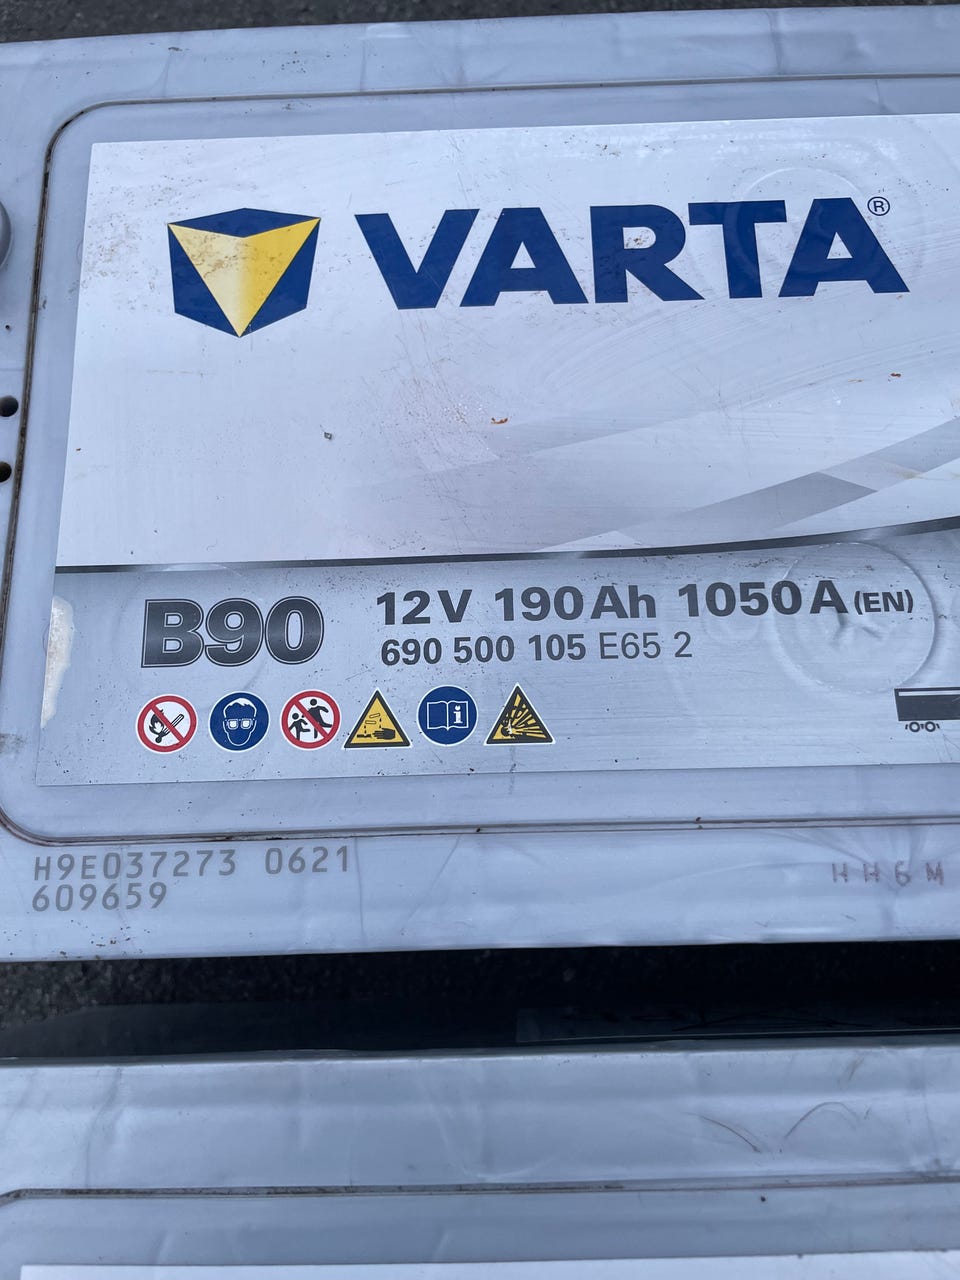 VARTA®
B90
12V 190Ah 1050A (EN)
690 500 105 E65 2
H9E037273 0621
609659
HH6M